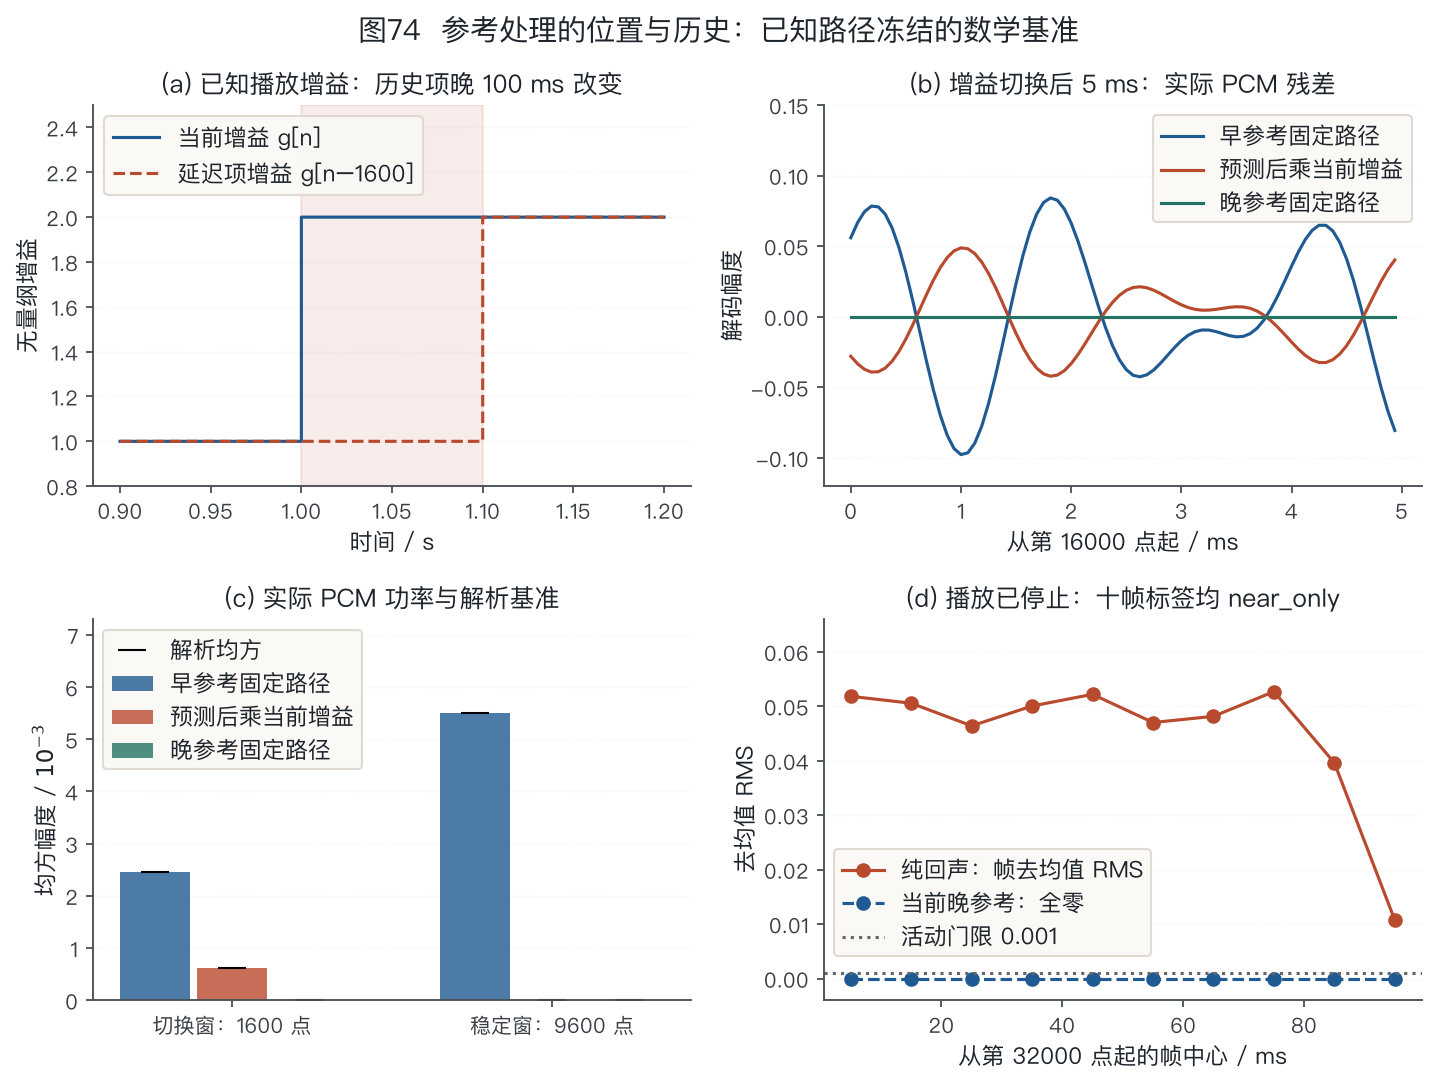 图74 参考处理的位置与历史：已知路径冻结的数学基准
(a) 已知播放增益：历史项晚 100 ms 改变
无量纲增益
2.4
2.2
2.0
1.8
1.6
1.4
1.2
1.0
0.8
当前增益 g[n]
延迟项增益 g[n−1600]
0.90
0.95
1.00
1.05
1.10
1.15
1.20
时间 / s
(b) 增益切换后 5 ms：实际 PCM 残差
解码幅度
0.15
0.10
0.05
0.00
−0.05
−0.10
早参考固定路径
预测后乘当前增益
晚参考固定路径
0
1
2
3
4
5
从第 16000 点起 / ms
(c) 实际 PCM 功率与解析基准
均方幅度 / 10⁻³
7
6
5
4
3
2
1
0
解析均方
早参考固定路径
预测后乘当前增益
晚参考固定路径
切换窗：1600 点
稳定窗：9600 点
(d) 播放已停止：十帧标签均 near_only
去均值 RMS
0.06
0.05
0.04
0.03
0.02
0.01
0.00
纯回声：帧去均值 RMS
当前晚参考：全零
活动门限 0.001
20
40
60
80
从第 32000 点起的帧中心 / ms